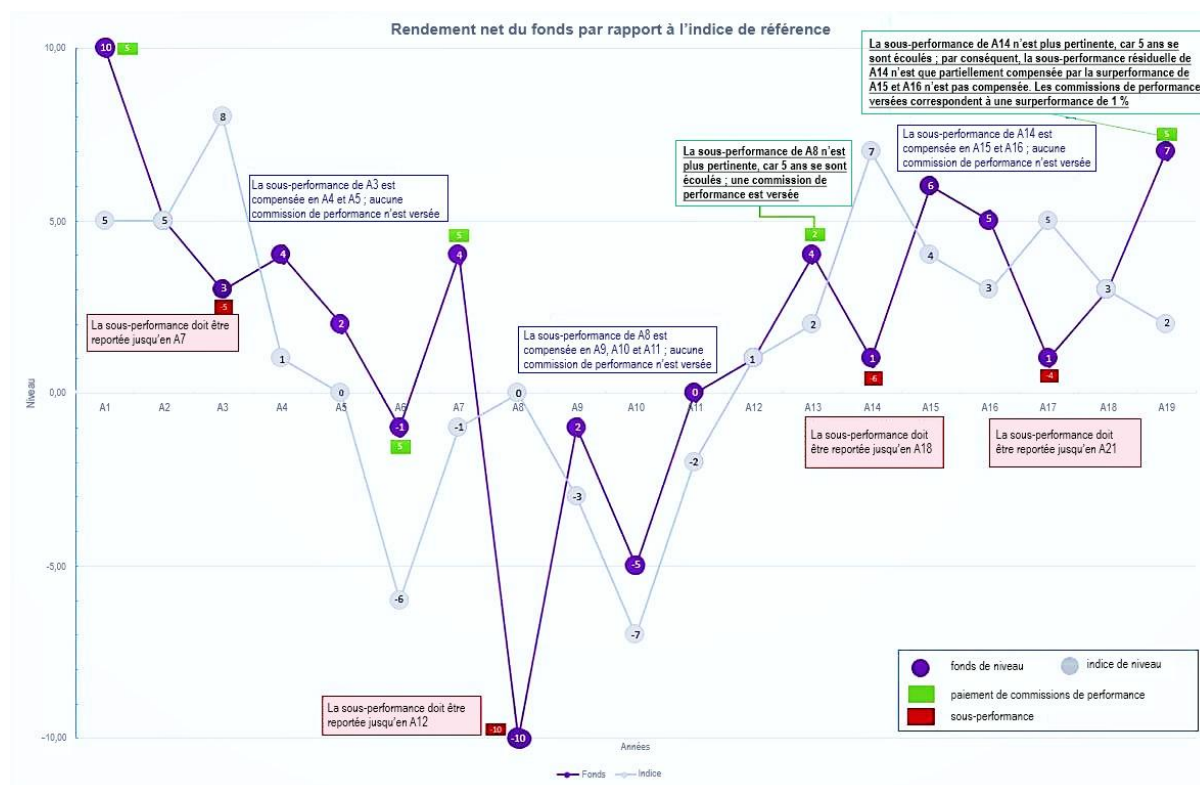 Rendement net du fonds par rapport à l'indice de référence
10,00
5,00
0,00
-5,00
-10,00
Niveau
La sous-performance de A14 n'est plus pertinente, car 5 ans se
sont écoulés ; par conséquent, la sous-performance résiduelle de
A14 n'est que partiellement compensée par la surperformance de
A15 et A16 n'est pas compensée. Les commissions de performance
versées correspondent à une surperformance de 1 %
La sous-performance de A8 n'est
plus pertinente, car 5 ans se sont
écoulés ; une commission de
performance est versée
La sous-performance de A14 est
compensée en A15 et A16 ; aucune
commission de performance n'est versée
La sous-performance de A3 est
compensée en A4 et A5 ; aucune
commission de performance n'est versée
La sous-performance doit être
reportée jusqu'en A7
La sous-performance de A8 est
compensée en A9, A10 et A11 ; aucune
commission de performance n'est versée
La sous-performance doit
être reportée jusqu'en A18
La sous-performance doit
être reportée jusqu'en A21
La sous-performance doit être
reportée jusqu'en A12
10 5 3 4 2 -1 4 -10 2 -5 0 1 4 1 6 5 1 3 7
5 5 8 1 0 -6 -1 0 -3 -7 -2 1 2 7 4 3 5 3 2
5 -5 5 5 -10 2 -6 -4 5
A1 A2 A3 A4 A5 A6 A7 A8 A9 A10 A11 A12 A13 A14 A15 A16 A17 A18 A19
Années
Fonds Indice
fonds de niveau
indice de niveau
paiement de commissions de performance
sous-performance